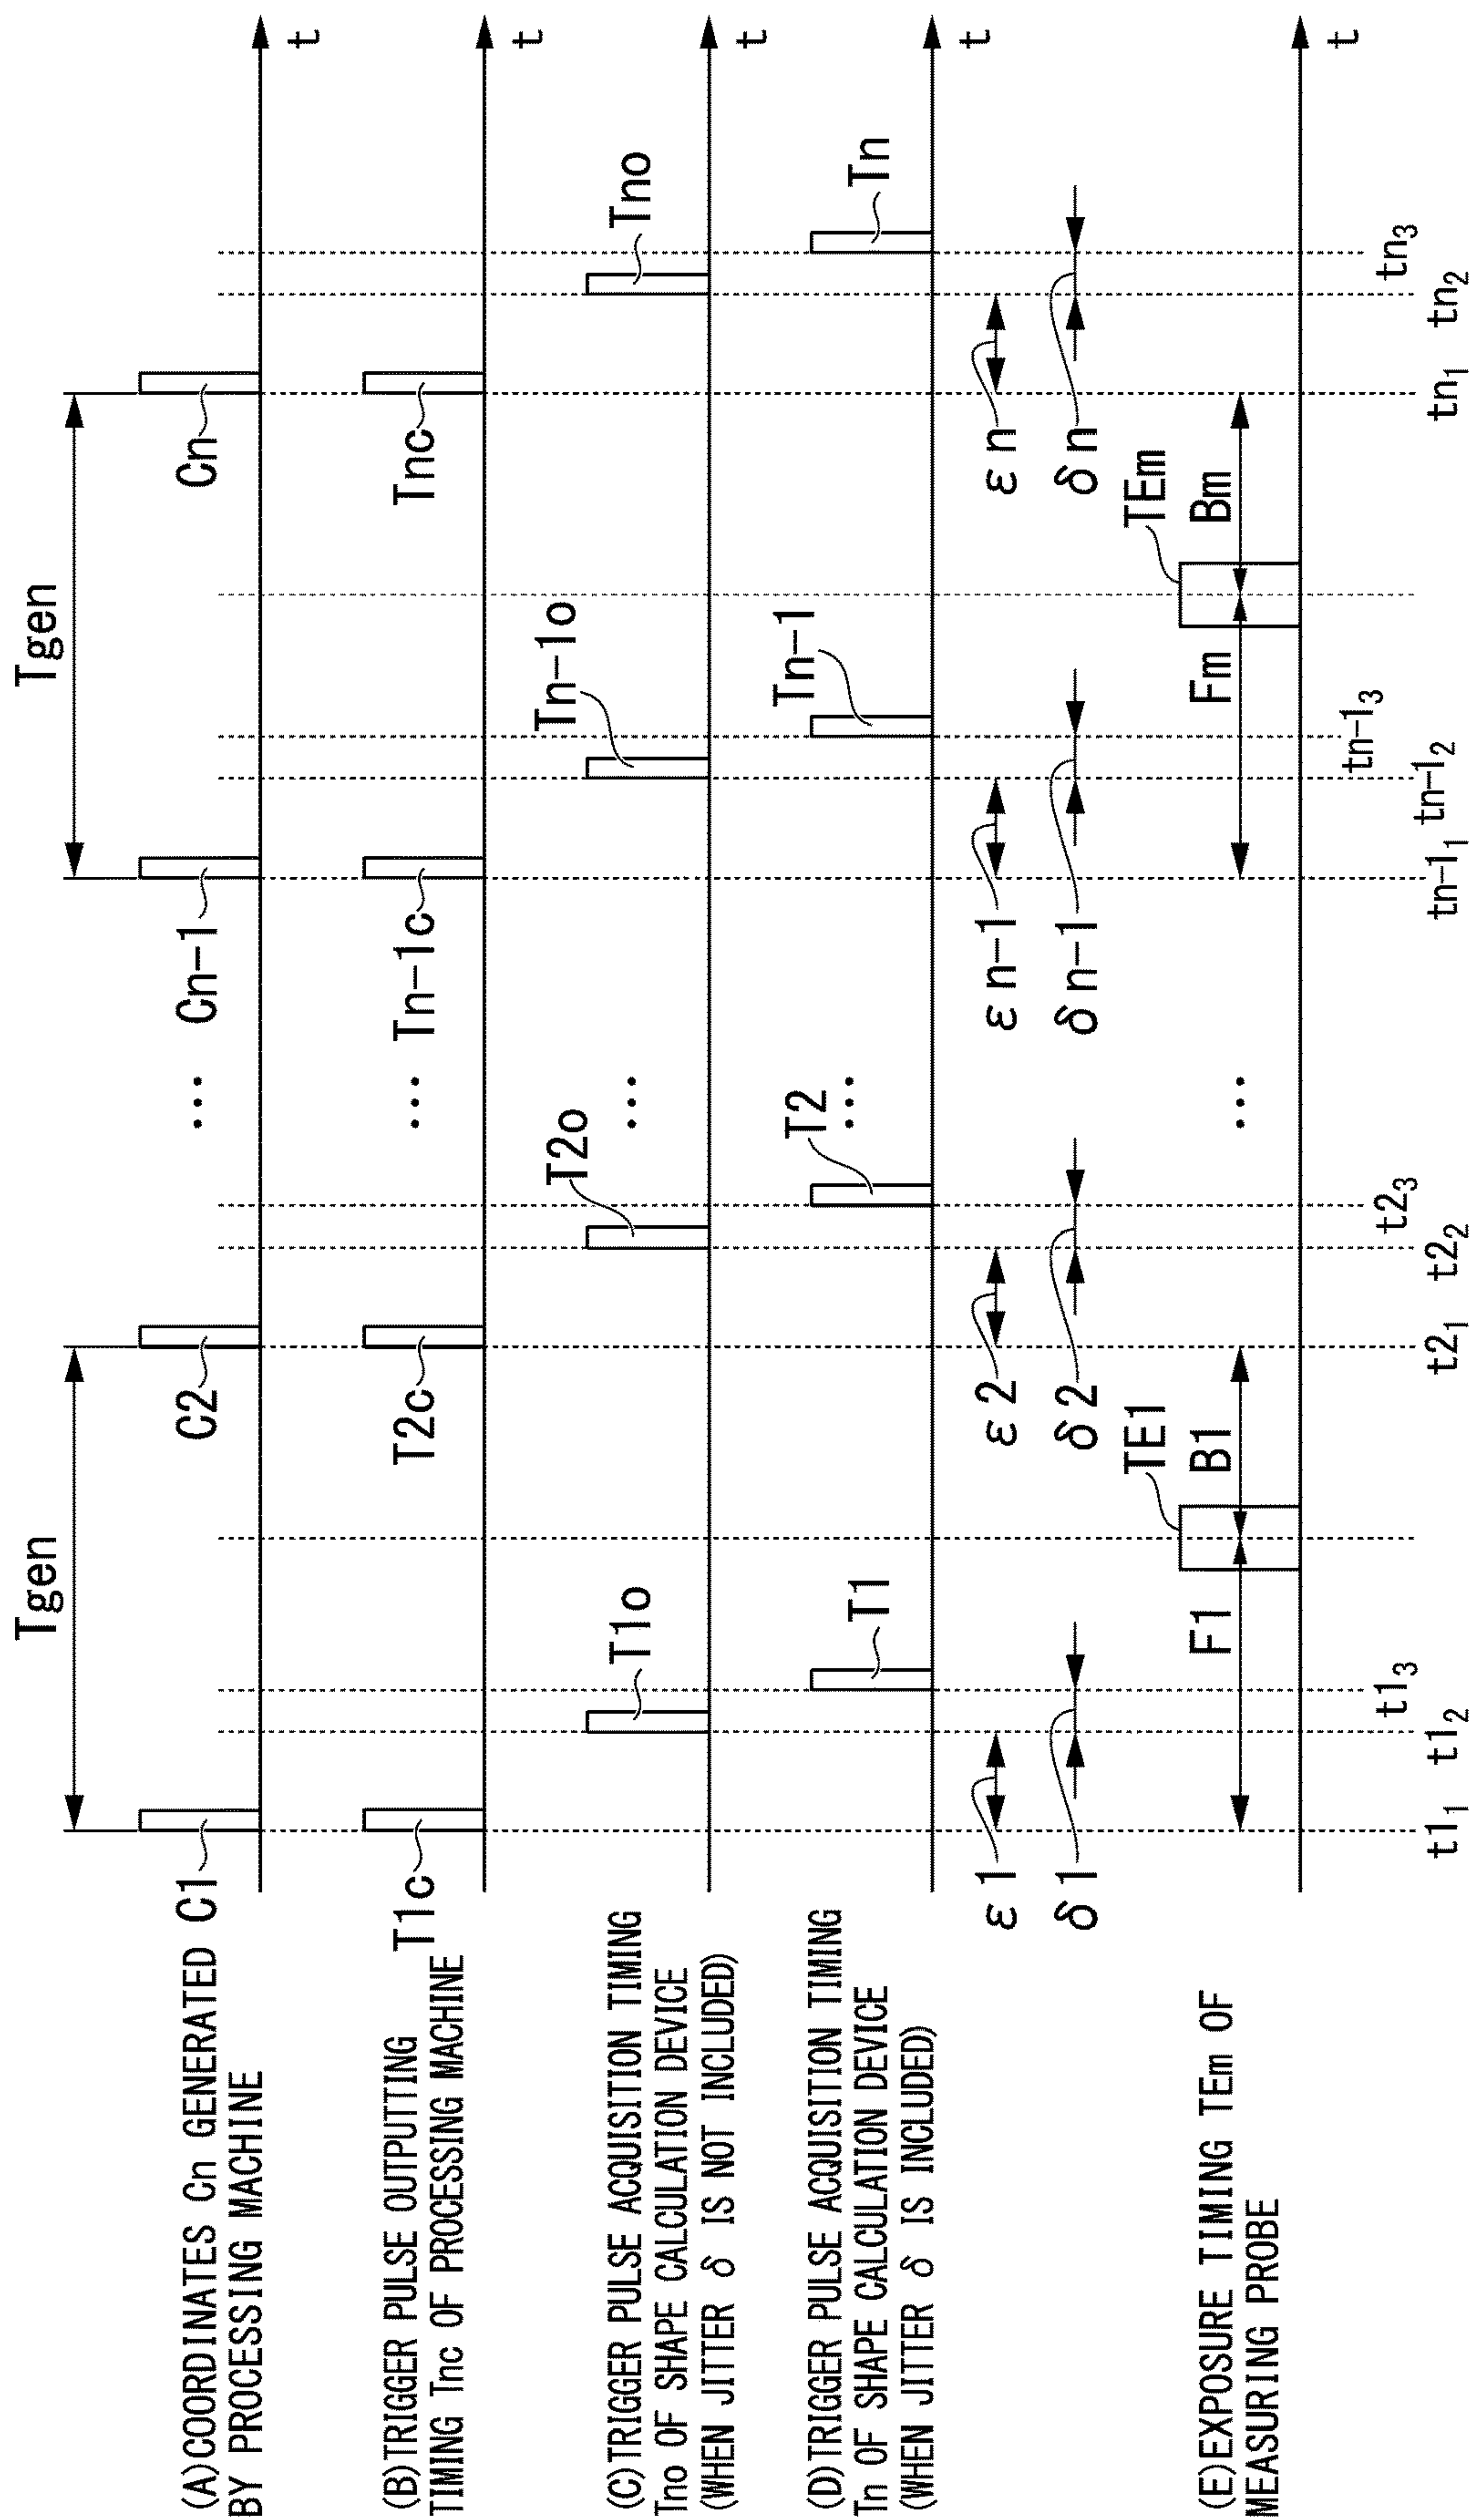 Tgen
Tgen
(A)COORDINATES Cn GENERATED
BY PROCESSING MACHINE
C1
C2
...
Cn-1
Cn
t
(B)TRIGGER PULSE OUTPUTTING
TIMING Tnc OF PROCESSING MACHINE
T1c
T2c
...
Tn-1c
Tnc
t
(C)TRIGGER PULSE ACQUISITION TIMING
Tno OF SHAPE CALCULATION DEVICE
(WHEN JITTER δ IS NOT INCLUDED)
T1o
T2o
...
Tn-1o
Tno
t
(D)TRIGGER PULSE ACQUISITION TIMING
Tn OF SHAPE CALCULATION DEVICE
(WHEN JITTER δ IS INCLUDED)
T1
T2
...
Tn-1
Tn
t
ε1
ε2
εn-1
εn
δ1
δ2
δn-1
δn
(E)EXPOSURE TIMING TEm OF
MEASURING PROBE
TE1
F1
B1
...
TEm
Fm
Bm
t
t1₁
t1₂
t1₃
t2₁
t2₂
t2₃
tn-1₁
tn-1₂
tn-1₃
tn₁
tn₂
tn₃